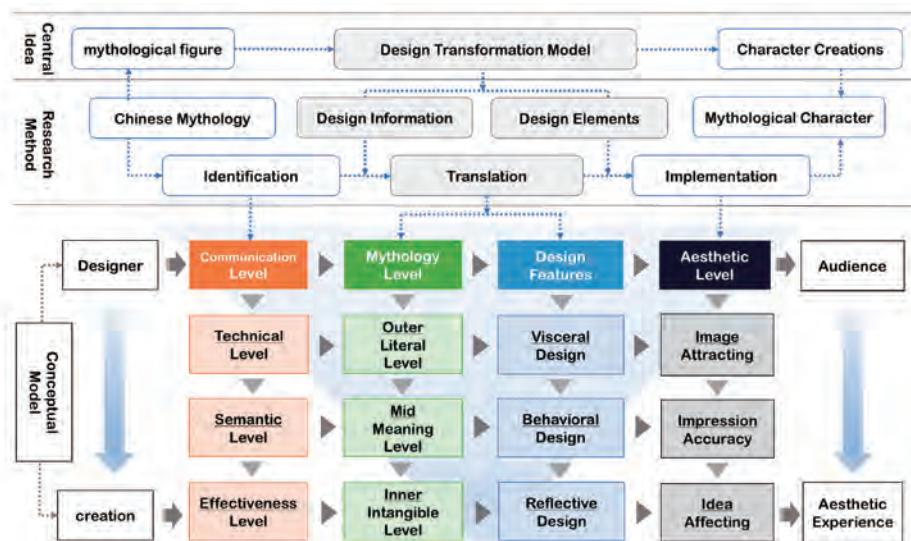 Central
Idea
mythological figure
Design Transformation Model
Character Creations
Research
Method
Chinese Mythology
Design Information
Design Elements
Mythological Character
Identification
Translation
Implementation
Conceptual
Model
Designer
Communication
Level
Mythology
Level
Design
Features
Aesthetic
Level
Audience
Technical
Level
Outer
Literal
Level
Visceral
Design
Image
Attracting
Semantic
Level
Mid
Meaning
Level
Behavioral
Design
Impression
Accuracy
creation
Effectiveness
Level
Inner
Intangible
Level
Reflective
Design
Idea
Affecting
Aesthetic
Experience